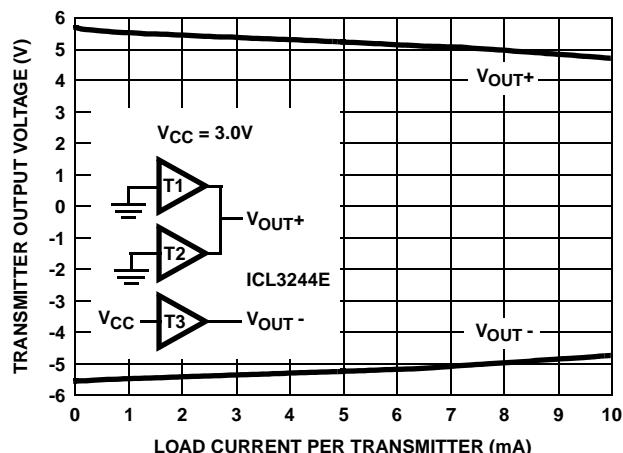 TRANSMITTER OUTPUT VOLTAGE (V)
6
5
4
3
2
1
0
-1
-2
-3
-4
-5
-6
VOUT+
VCC = 3.0V
T1
VOUT+
T2
ICL3244E
VCC
T3
VOUT -
VOUT -
0 1 2 3 4 5 6 7 8 9 10
LOAD CURRENT PER TRANSMITTER (mA)